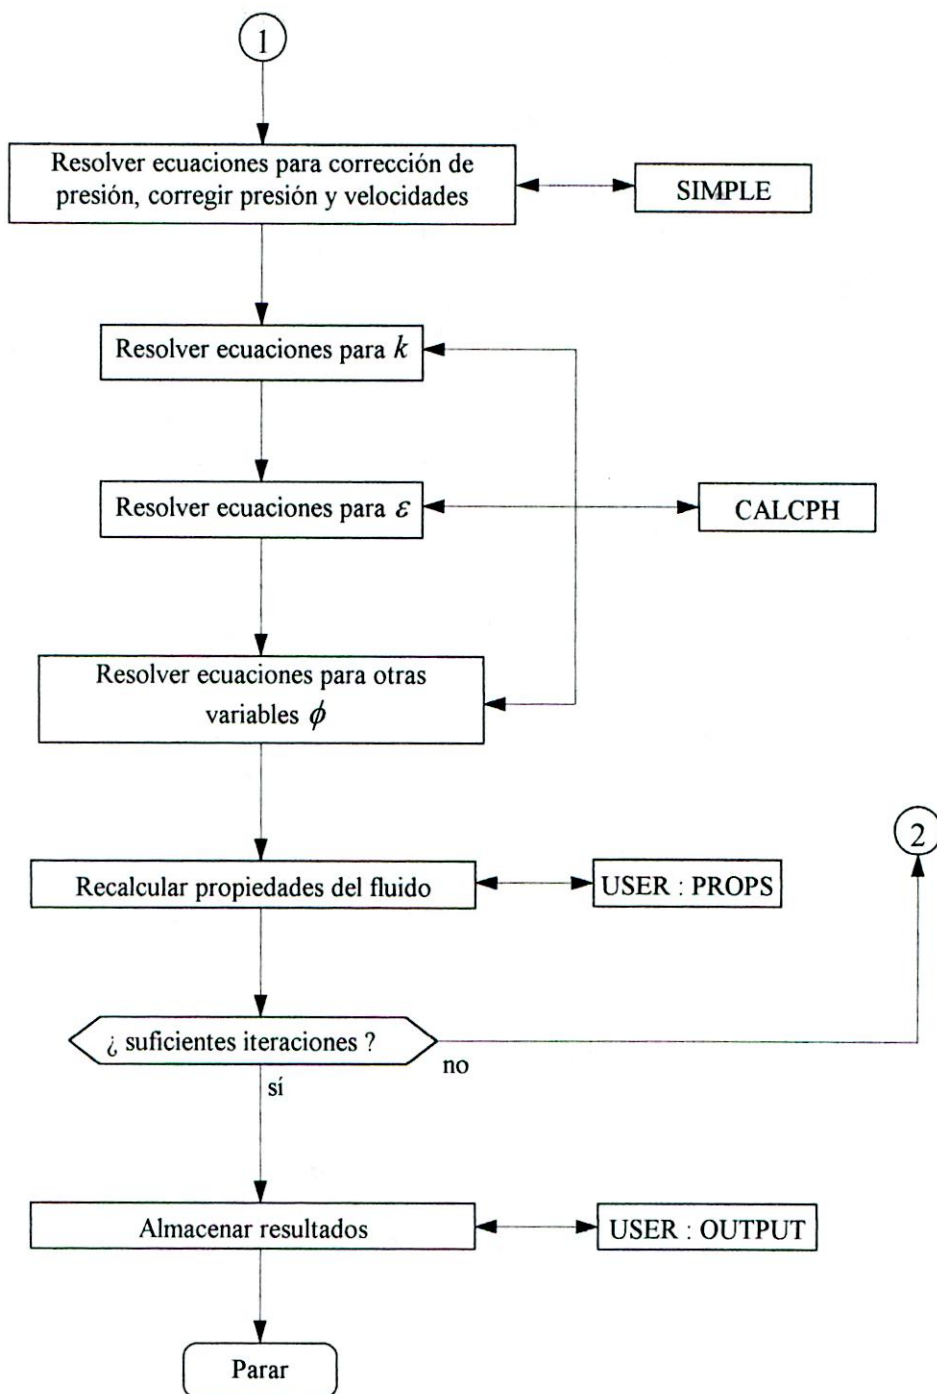 1
Resolver ecuaciones para corrección de
presión, corregir presión y velocidades
SIMPLE
Resolver ecuaciones para k
Resolver ecuaciones para ε
CALCPH
Resolver ecuaciones para otras
variables ϕ
2
Recalcular propiedades del fluido
USER : PROPS
¿ suficientes iteraciones ?
no
sí
Almacenar resultados
USER : OUTPUT
Parar